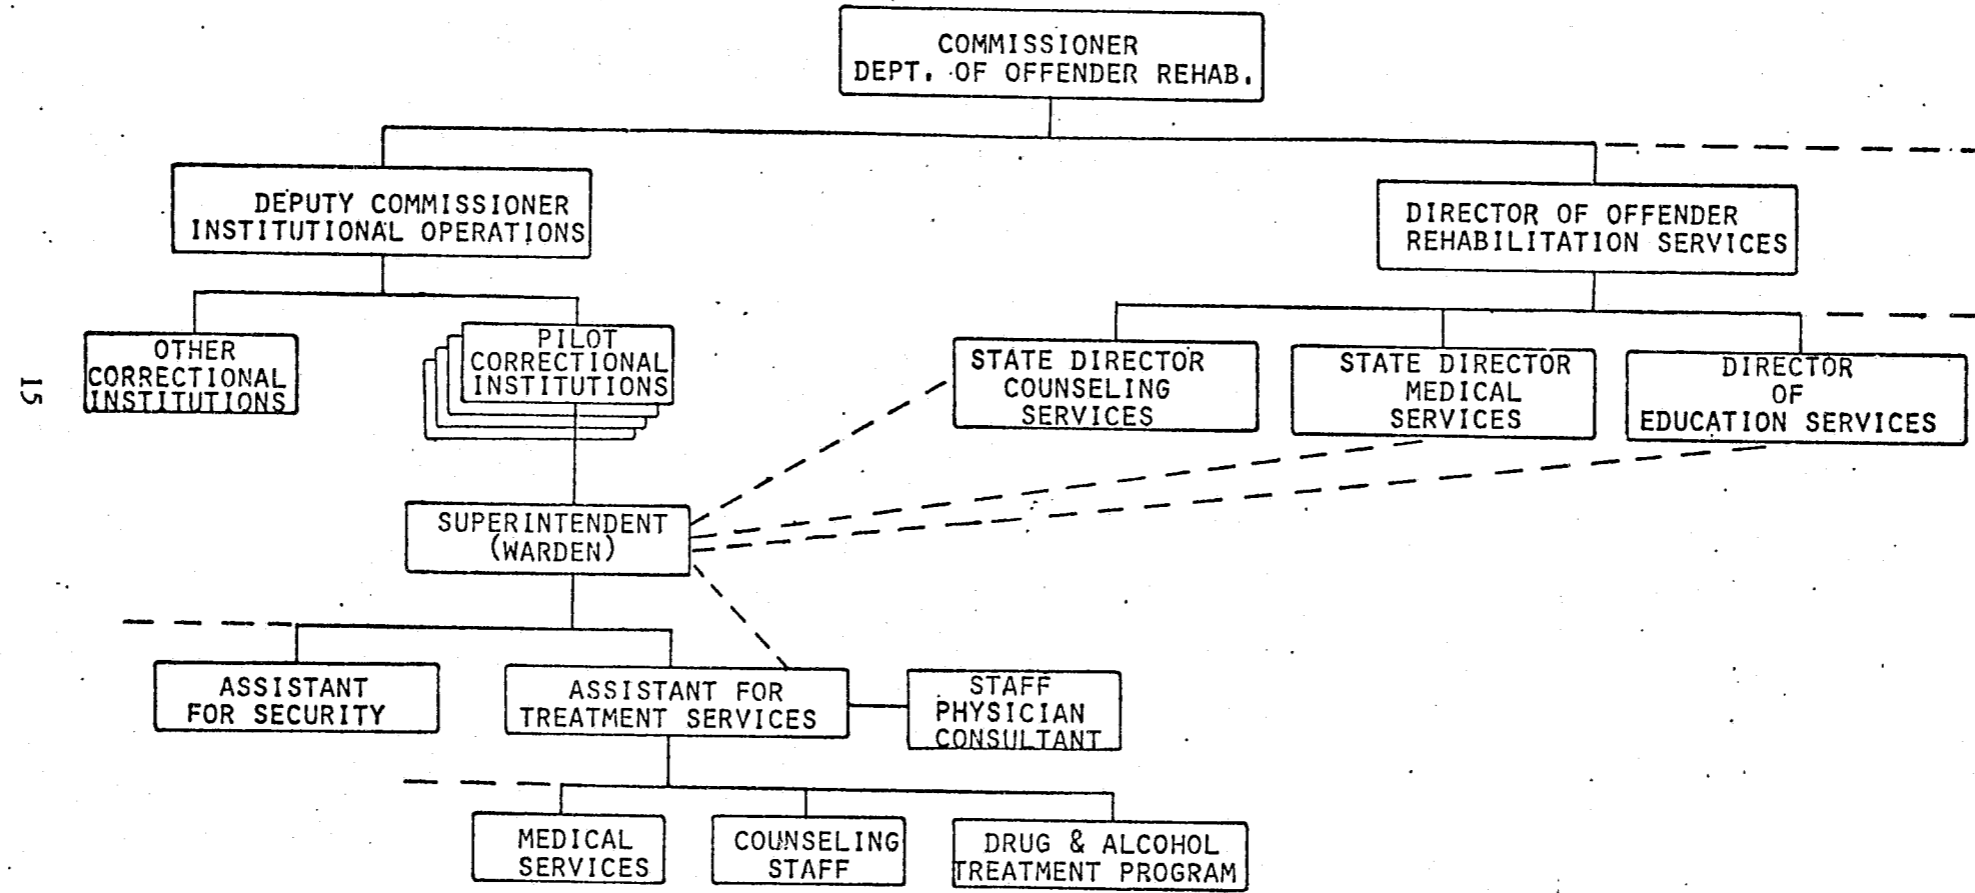 COMMISSIONER
DEPT. OF OFFENDER REHAB.
DEPUTY COMMISSIONER
INSTITUTIONAL OPERATIONS
DIRECTOR OF OFFENDER
REHABILITATION SERVICES
OTHER
CORRECTIONAL
INSTITUTIONS
PILOT
CORRECTIONAL
INSTITUTIONS
STATE DIRECTOR
COUNSELING
SERVICES
STATE DIRECTOR
MEDICAL
SERVICES
DIRECTOR
OF
EDUCATION SERVICES
15
SUPERINTENDENT
(WARDEN)
ASSISTANT
FOR SECURITY
ASSISTANT FOR
TREATMENT SERVICES
STAFF
PHYSICIAN
CONSULTANT
MEDICAL
SERVICES
COUNSELING
STAFF
DRUG & ALCOHOL
TREATMENT PROGRAM